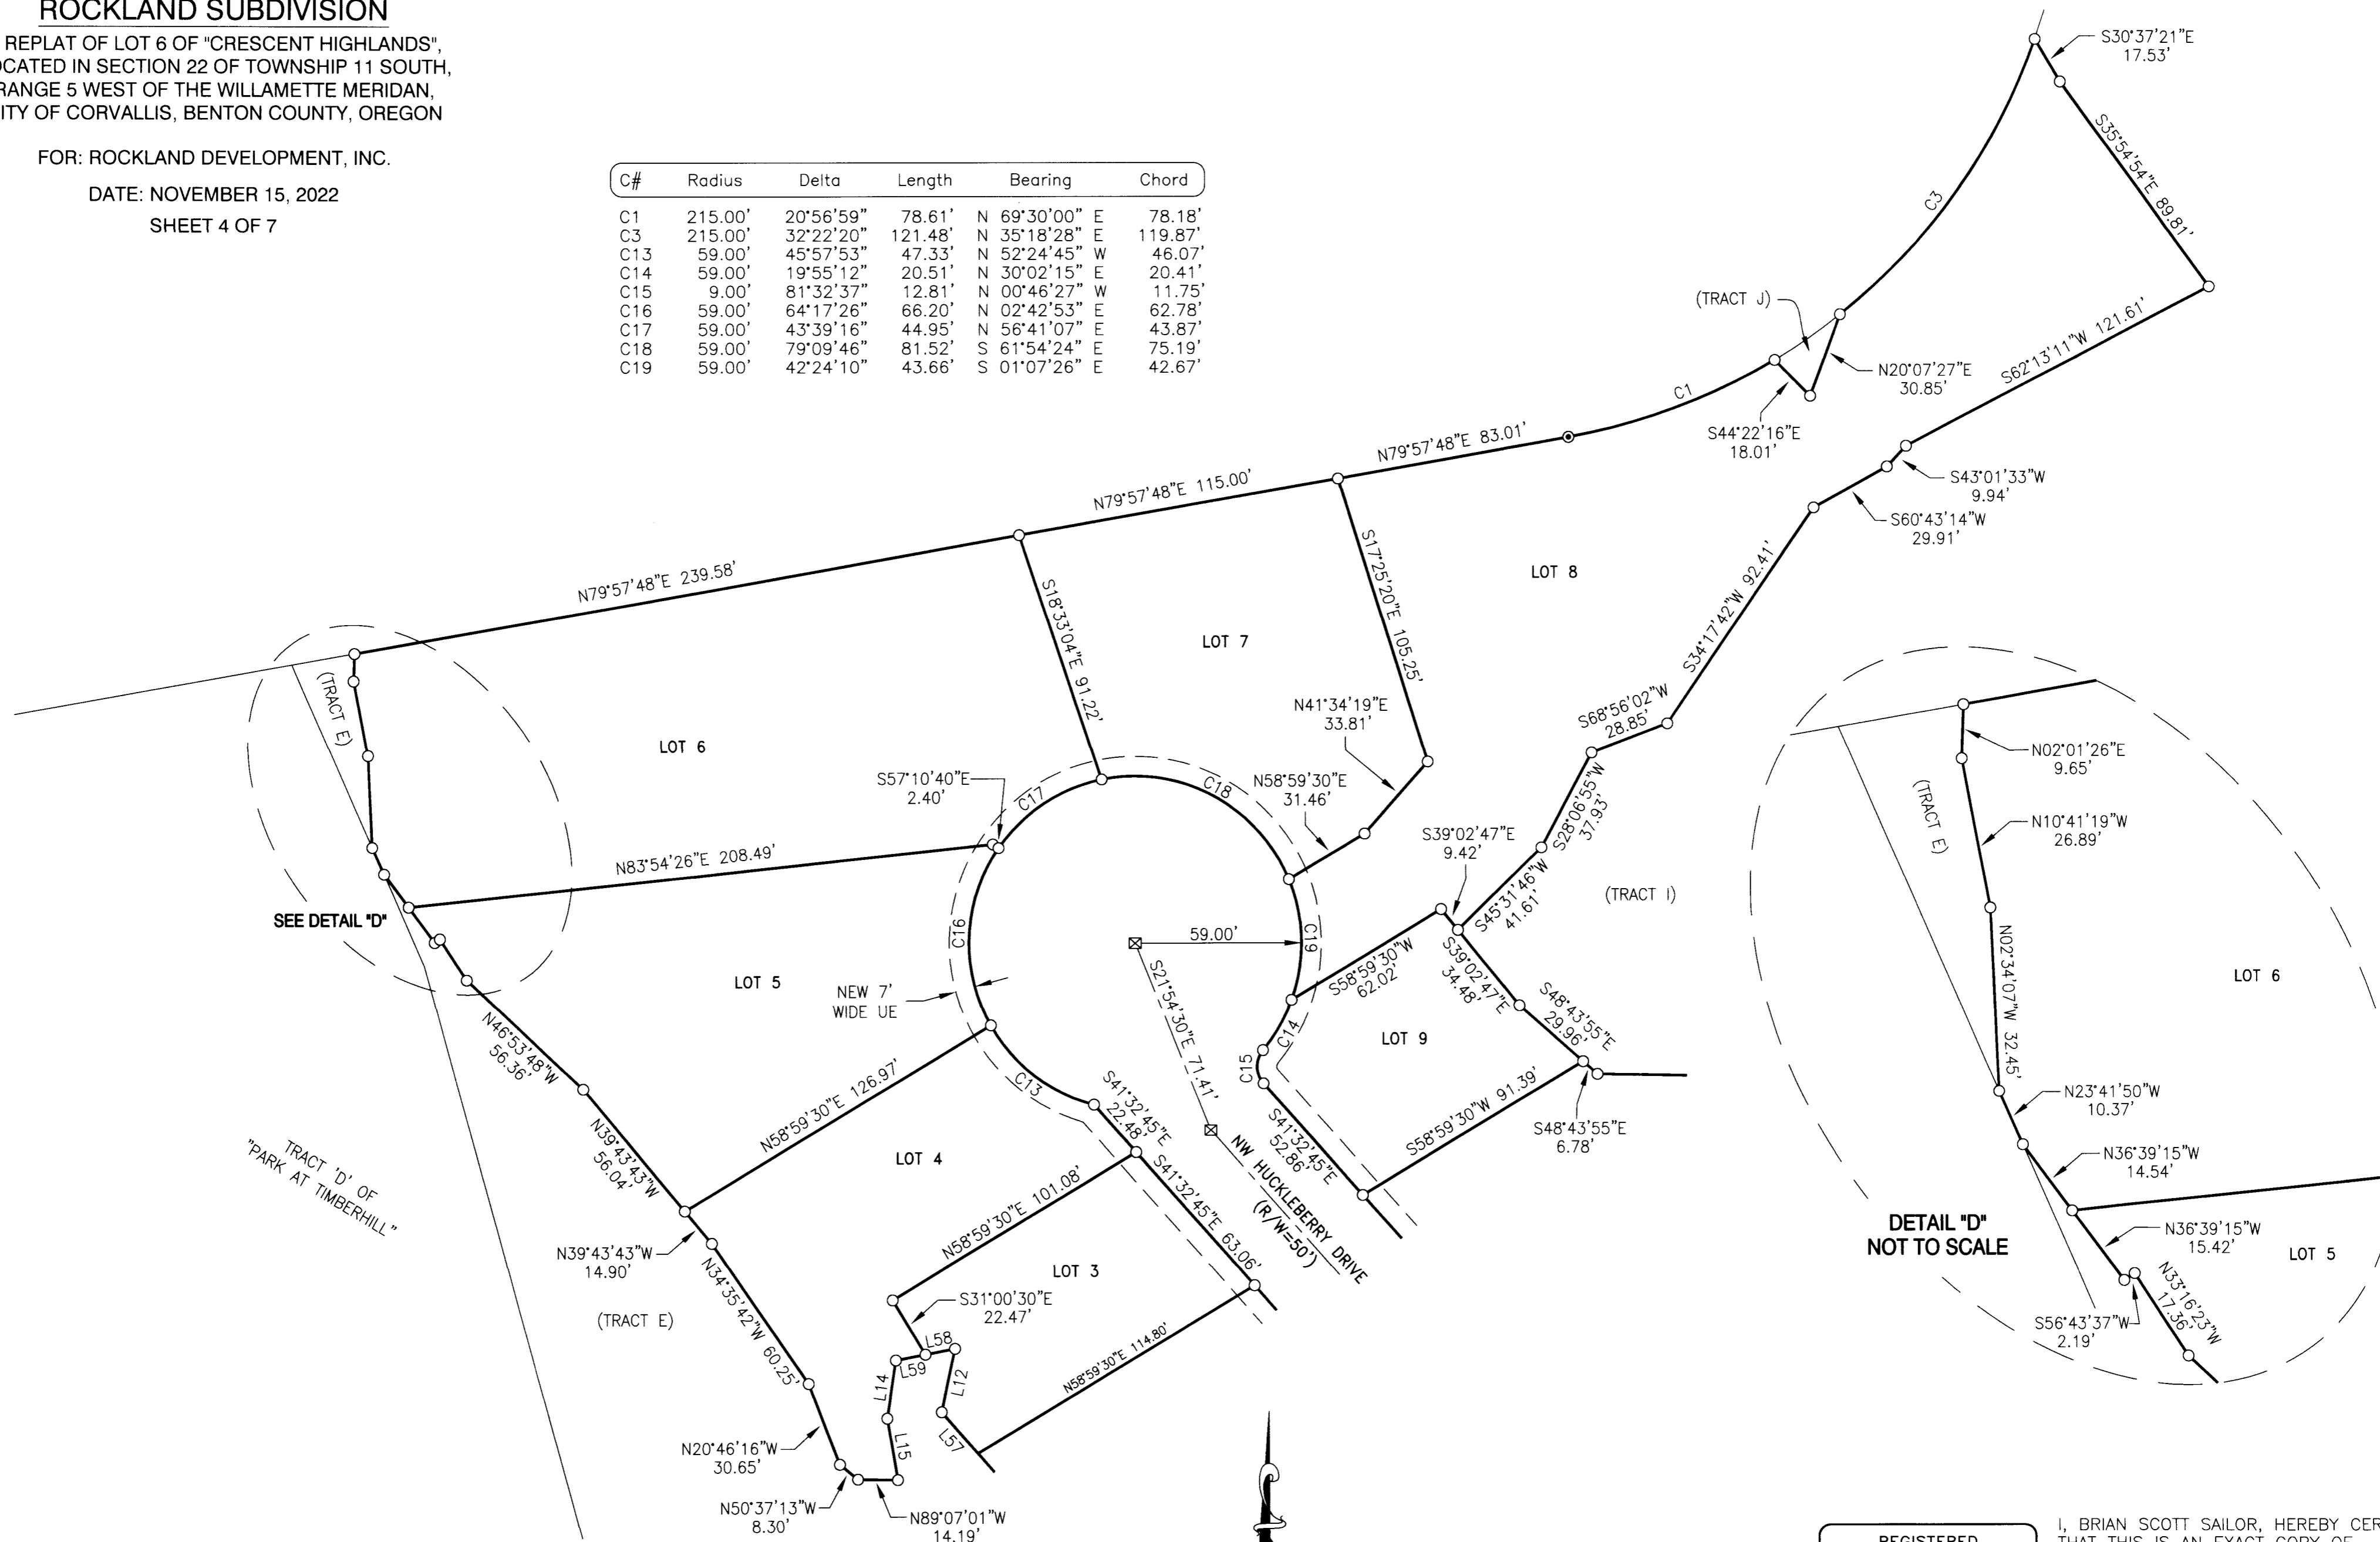 ROCKLAND SUBDIVISION
REPLAT OF LOT 6 OF "CRESCENT HIGHLANDS",
OCATED IN SECTION 22 OF TOWNSHIP 11 SOUTH,
RANGE 5 WEST OF THE WILLAMETTE MERIDAN,
ITY OF CORVALLIS, BENTON COUNTY, OREGON
FOR: ROCKLAND DEVELOPMENT, INC.
DATE: NOVEMBER 15, 2022
SHEET 4 OF 7
C# Radius Delta Length Bearing Chord
C1 215.00' 20°56'59" 78.61' N 69°30'00" E 78.18'
C3 215.00' 32°22'20" 121.48' N 35°18'28" E 119.87'
C13 59.00' 45°57'53" 47.33' N 52°24'45" W 46.07'
C14 59.00' 19°55'12" 20.51' N 30°02'15" E 20.41'
C15 9.00' 81°32'37" 12.81' N 00°46'27" W 11.75'
C16 59.00' 64°17'26" 66.20' N 02°42'53" E 62.78'
C17 59.00' 43°39'16" 44.95' N 56°41'07" E 43.87'
C18 59.00' 79°09'46" 81.52' S 61°54'24" E 75.19'
C19 59.00' 42°24'10" 43.66' S 01°07'26" E 42.67'
S30°37'21"E
17.53'
S35°54'54"E 89.81'
C3
(TRACT J)
N20°07'27"E
30.85'
S62°13'11"W 121.61'
C1
S44°22'16"E
18.01'
S43°01'33"W
9.94'
S60°43'14"W
29.91'
N79°57'48"E 83.01'
N79°57'48"E 115.00'
N79°57'48"E 239.58'
S18°33'04"E 91.22'
S17°25'20"E 105.25'
LOT 8
LOT 7
LOT 6
S34°17'42"W 92.41'
S68°56'02"W
28.85'
S28°06'55"W
37.93'
S45°31'46"W
41.61'
N41°34'19"E
33.81'
N58°59'30"E
31.46'
S39°02'47"E
9.42'
(TRACT I)
(TRACT E)
S57°10'40"E
2.40'
C17
C18
N83°54'26"E 208.49'
SEE DETAIL "D"
C16
59.00'
C19
LOT 5
NEW 7'
WIDE UE
S21°54'30"E 71.41'
S58°59'30"W
62.02'
S39°02'47"E
34.48'
S48°43'55"E
29.96'
LOT 9
C14
C15
C13
S41°32'45"E
22.48'
N46°53'48"W
56.36'
N58°59'30"E 126.97'
S41°32'45"E
52.86'
S58°59'30"W 91.39'
S48°43'55"E
6.78'
NW HUCKLEBERRY DRIVE
(R/W=50')
N39°43'43"W
56.04'
LOT 4
TRACT 'D' OF
"PARK AT TIMBERHILL"
N58°59'30"E 101.08'
S41°32'45"E 63.06'
N39°43'43"W
14.90'
N34°35'42"W 60.25'
LOT 3
S31°00'30"E
22.47'
(TRACT E)
L58
L59
L14
L12
N58°59'30"E 114.80'
L57
L15
N20°46'16"W
30.65'
N50°37'13"W
8.30'
N89°07'01"W
14.19'
N02°01'26"E
9.65'
(TRACT E)
N10°41'19"W
26.89'
N02°34'07"W 32.45'
LOT 6
N23°41'50"W
10.37'
N36°39'15"W
14.54'
DETAIL "D"
NOT TO SCALE
N36°39'15"W
15.42'
LOT 5
N33°16'23"W
17.36'
S56°43'37"W
2.19'
REGISTERED
I, BRIAN SCOTT SAILOR, HEREBY CER
THAT THIS IS AN EXACT COPY OF